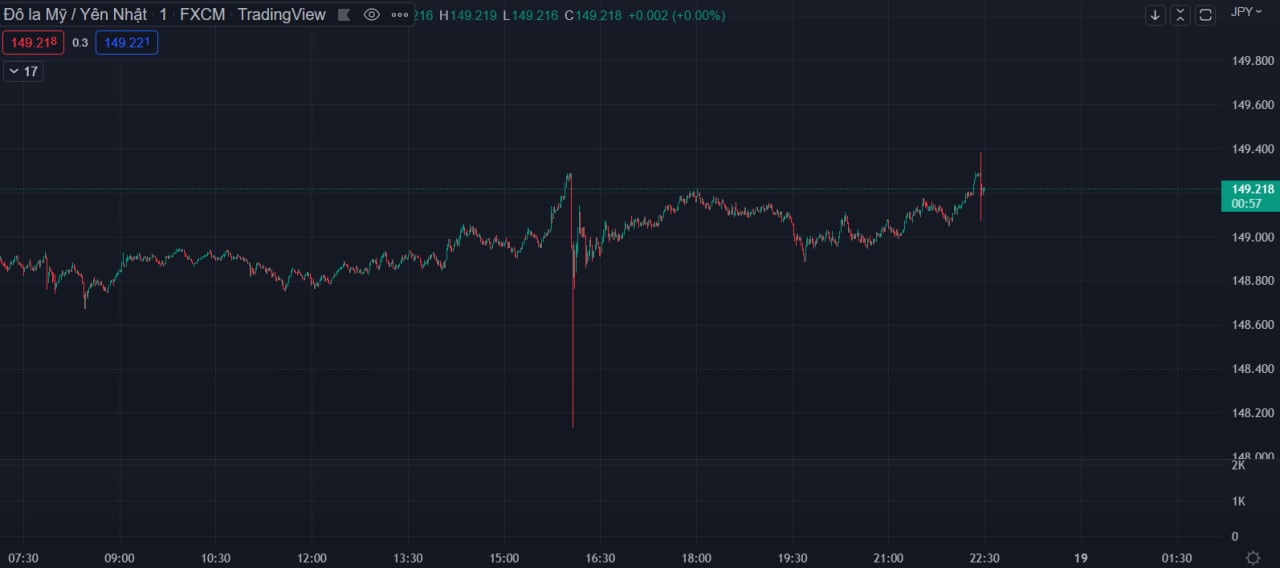 Đô la Mỹ / Yên Nhật · 1 · FXCM · TradingView 216 H149.219 L149.216 C149.218 +0.002 (+0.00%)
JPY
149.218 0.3 149.221
17
149.800
149.600
149.400
149.218
00:57
149.000
148.800
148.600
148.400
148.200
148.000
2K
1K
0
07:30 09:00 10:30 12:00 13:30 15:00 16:30 18:00 19:30 21:00 22:30 19 01:30